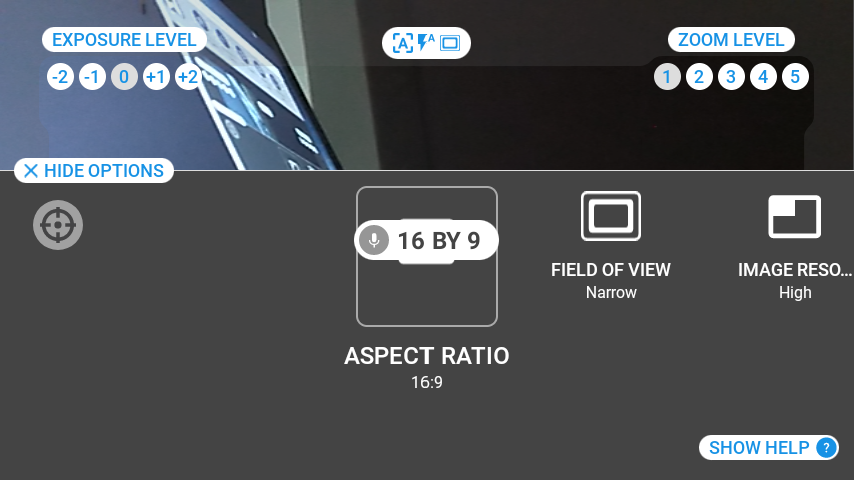 EXPOSURE LEVEL
A
A
ZOOM LEVEL
-2 -1 0 +1 +2
1 2 3 4 5
HIDE OPTIONS
16 BY 9
FIELD OF VIEW
Narrow
IMAGE RESO...
High
ASPECT RATIO
16:9
SHOW HELP ?